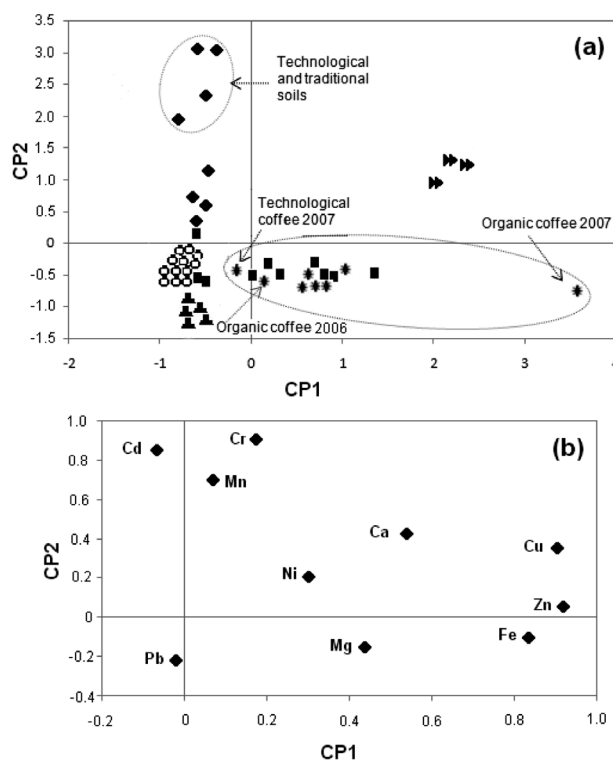 (a)
3.5
3.0
2.5
2.0
1.5
1.0
0.5
0
-0.5
-1.0
-1.5
CP2
Technological
and traditional
soils
Technological
coffee 2007
Organic coffee 2007
Organic coffee 2006
-2
-1
0
1
2
3
4
CP1
(b)
1.0
0.8
0.6
0.4
0.2
0
-0.2
-0.4
CP2
Cd
Cr
Mn
Ca
Cu
Ni
Zn
Fe
Mg
Pb
-0.2
0
0.2
0.4
0.6
0.8
1.0
CP1